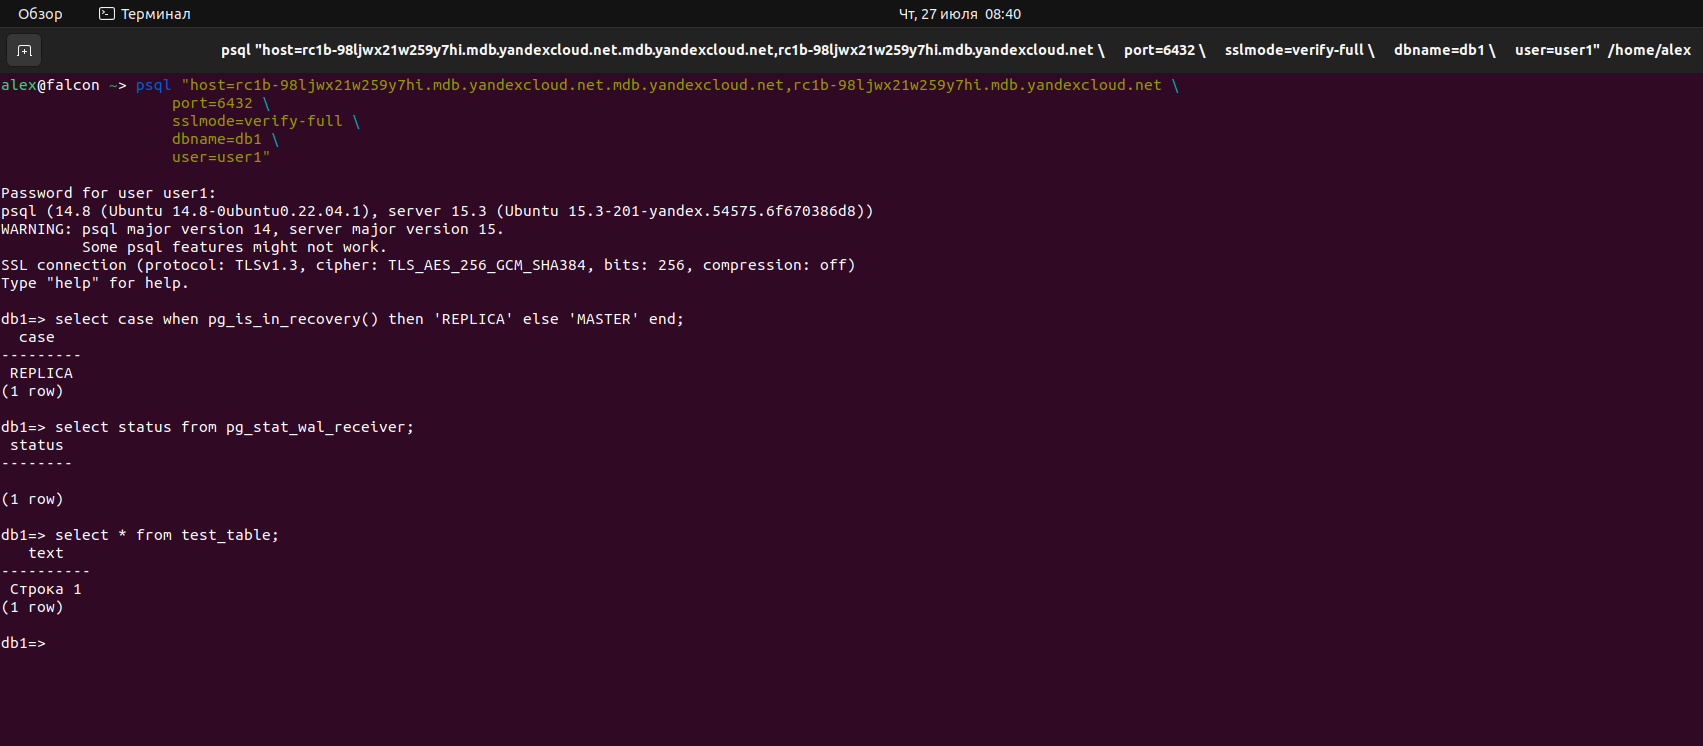 Обзор Терминал Чт, 27 июля 08:40
psql "host=rc1b-98ljwx21w259y7hi.mdb.yandexcloud.net.mdb.yandexcloud.net,rc1b-98ljwx21w259y7hi.mdb.yandexcloud.net \ port=6432 \ sslmode=verify-full \ dbname=db1 \ user=user1" /home/alex
alex@falcon ~> psql "host=rc1b-98ljwx21w259y7hi.mdb.yandexcloud.net.mdb.yandexcloud.net,rc1b-98ljwx21w259y7hi.mdb.yandexcloud.net \
port=6432 \
sslmode=verify-full \
dbname=db1 \
user=user1"
Password for user user1:
psql (14.8 (Ubuntu 14.8-0ubuntu0.22.04.1), server 15.3 (Ubuntu 15.3-201-yandex.54575.6f670386d8))
WARNING: psql major version 14, server major version 15.
Some psql features might not work.
SSL connection (protocol: TLSv1.3, cipher: TLS_AES_256_GCM_SHA384, bits: 256, compression: off)
Type "help" for help.
db1=> select case when pg_is_in_recovery() then 'REPLICA' else 'MASTER' end;
case
---------
REPLICA
(1 row)
db1=> select status from pg_stat_wal_receiver;
status
--------
(1 row)
db1=> select * from test_table;
text
----------
Строка 1
(1 row)
db1=>